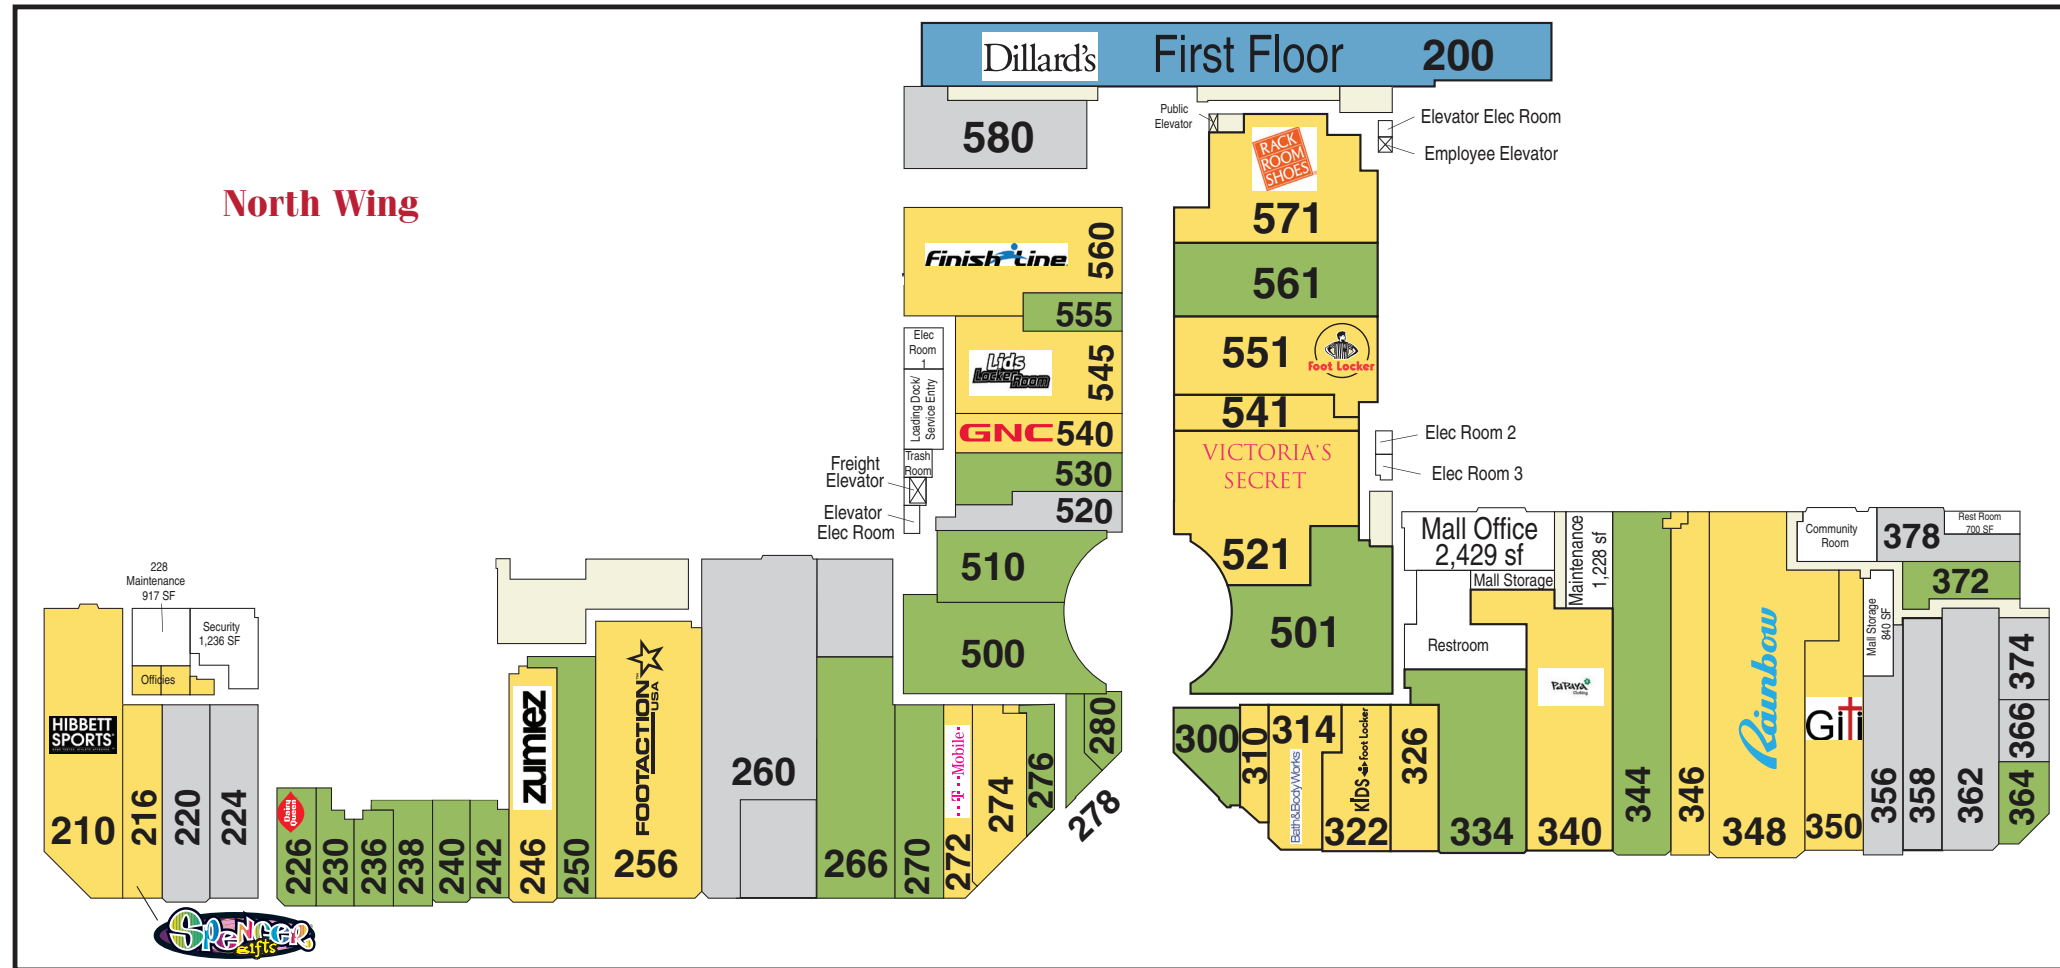 Dillard's First Floor 200
580
Public
Elevator
Elevator Elec Room
Employee Elevator
North Wing
RACK
ROOM
SHOES
571
Finish Line 560
561
555
Elec
Room
1
Lids
Locker Room
545
551
Foot Locker
Loading Dock/
Service Entry
541
GNC 540
Elec Room 2
VICTORIA'S
SECRET
Trash
Room
Freight
Elevator
530
Elec Room 3
520
Elevator
Elec Room
521
510
Mall Office
2,429 sf
Mall Storage
Maintenance
1,228 sf
Community
Room
378
Rest Room
700 SF
372
228
Maintenance
917 SF
Security
1,236 SF
Officies
500
501
Restroom
Mall Storage
840 SF
374
366
364
HIBBETT
SPORTS
210
216
220
224
Spencer
gifts
Dairy
Queen
226
230
236
238
240
242
zumiez
246
250
FOOTACTION
USA
256
260
266
270
T-Mobile
272
274
276
278
280
300
310
314
Bath&BodyWorks
KIDS Foot Locker
322
326
334
PAPAYA
Clothing
340
344
346
Rainbow
348
Giti
350
356
358
362